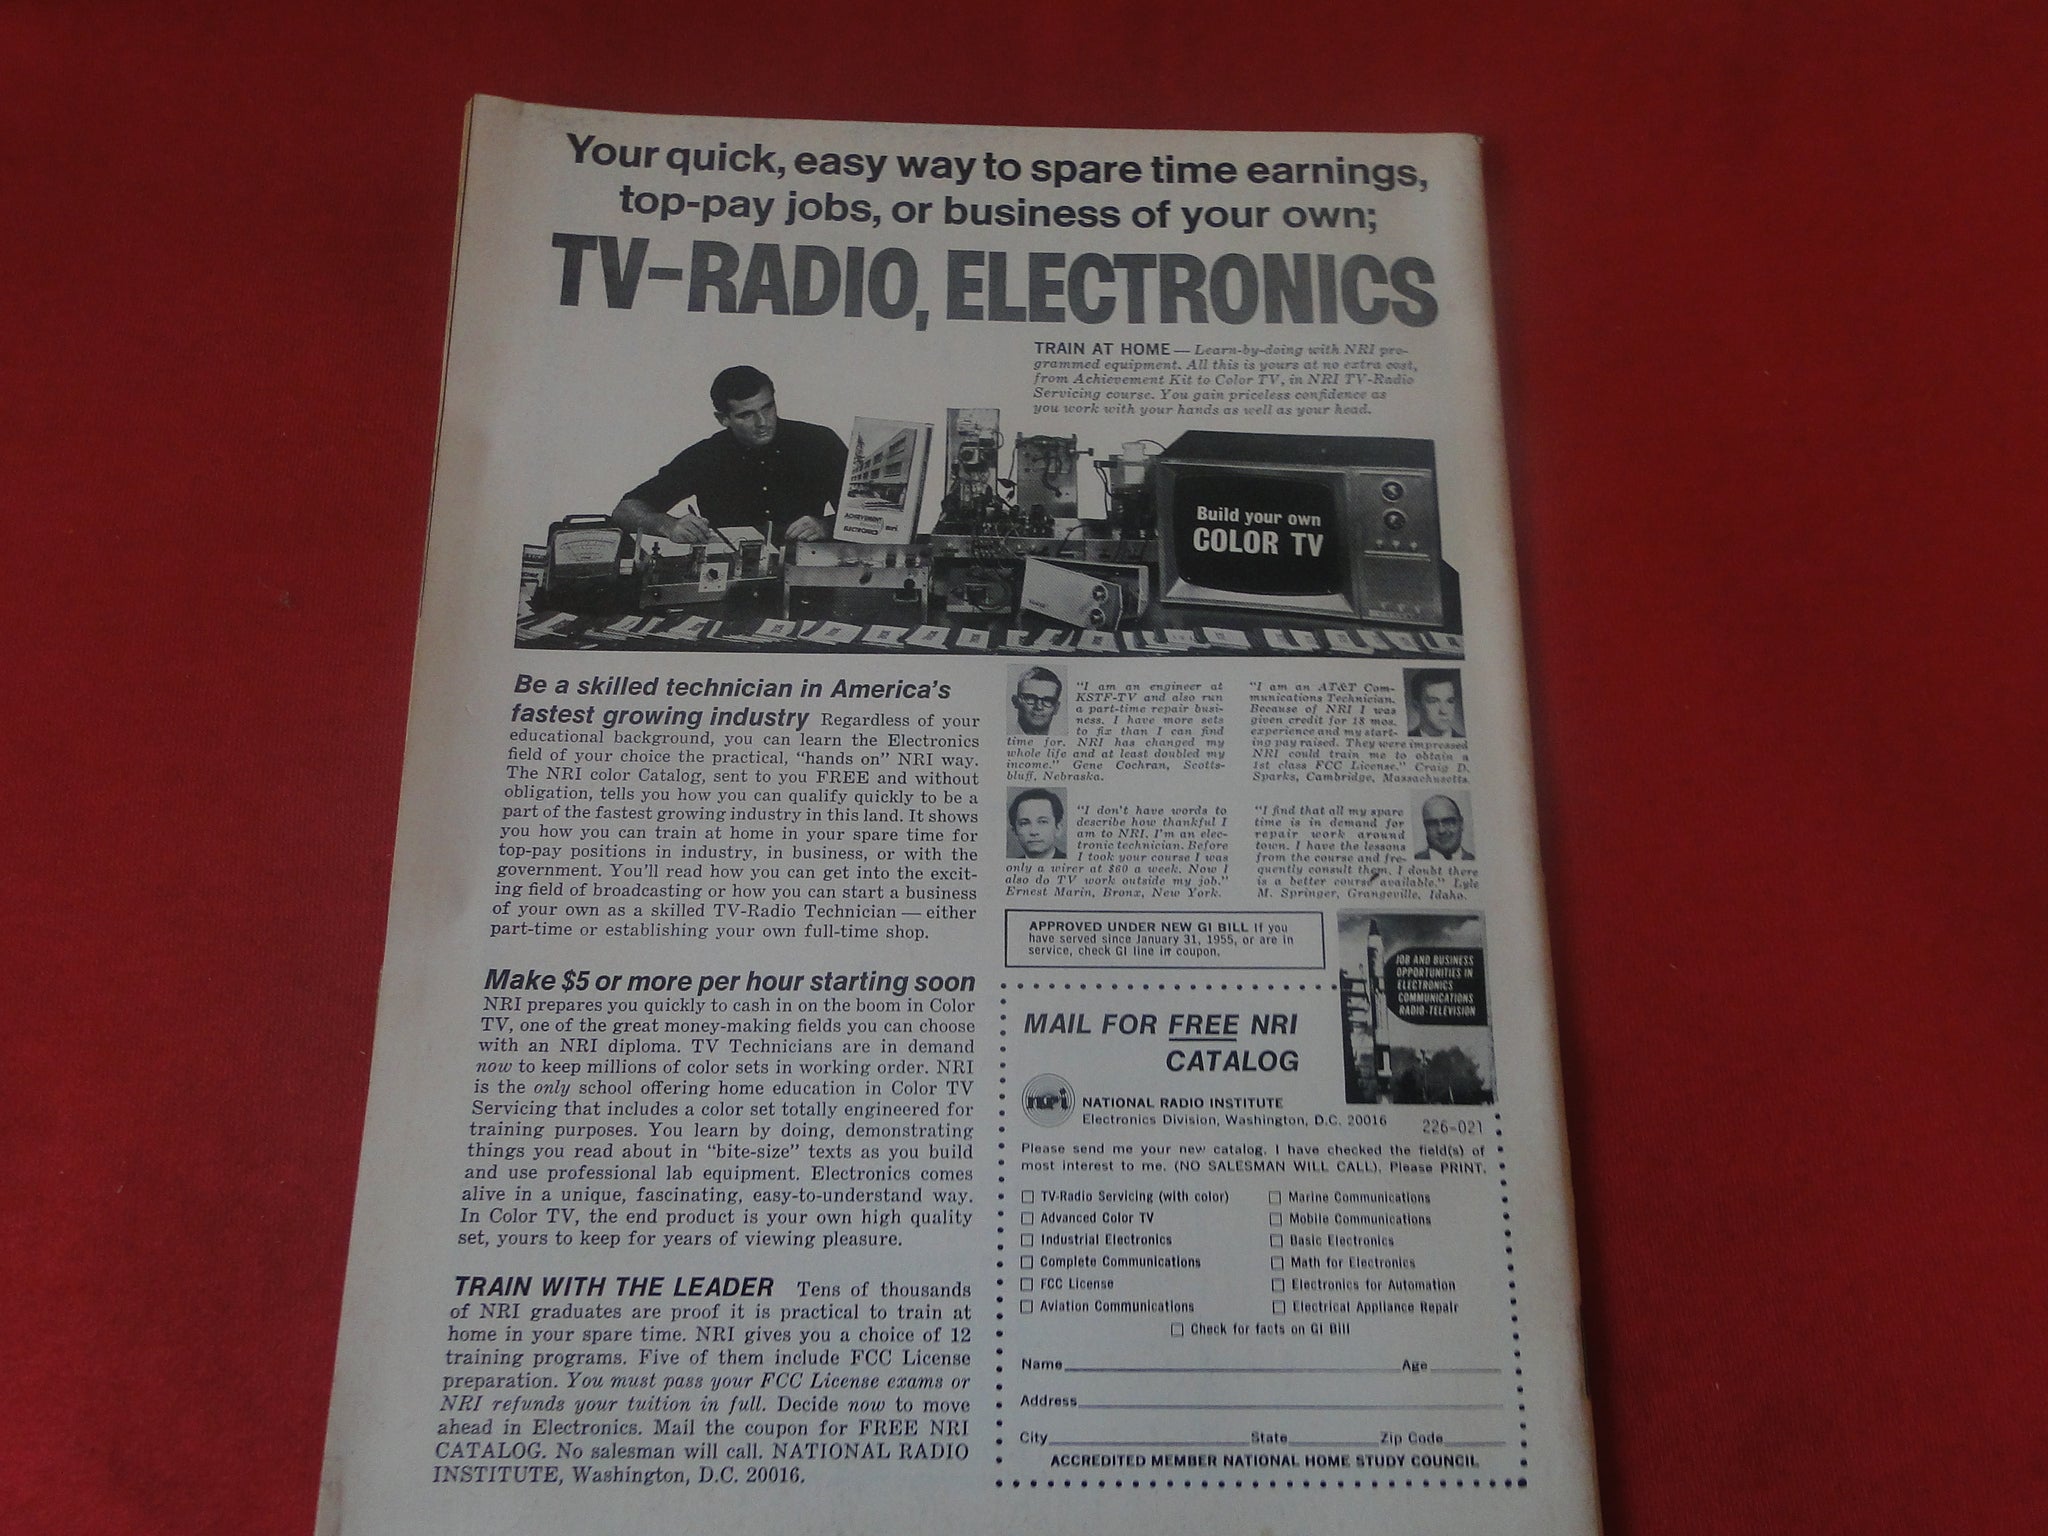 Your quick, easy way to spare time earnings,
top-pay jobs, or business of your own;
TV-RADIO, ELECTRONICS
TRAIN AT HOME — Learn-by-doing with NRI pro-
grammed equipment. All this is yours at no extra cost,
from Achievement Kit to Color TV, in NRI TV-Radio
Servicing course. You gain priceless confidence as
you work with your hands as well as your head.
ACHIEVEMENT
ELECTRONICS
nri
Build your own
COLOR TV
Be a skilled technician in America's
fastest growing industry Regardless of your
educational background, you can learn the Electronics
field of your choice the practical, "hands on" NRI way.
The NRI color Catalog, sent to you FREE and without
obligation, tells you how you can qualify quickly to be a
part of the fastest growing industry in this land. It shows
you how you can train at home in your spare time for
top-pay positions in industry, in business, or with the
government. You'll read how you can get into the excit-
ing field of broadcasting or how you can start a business
of your own as a skilled TV-Radio Technician — either
part-time or establishing your own full-time shop.
Make $5 or more per hour starting soon
NRI prepares you quickly to cash in on the boom in Color
TV, one of the great money-making fields you can choose
with an NRI diploma. TV Technicians are in demand
now to keep millions of color sets in working order. NRI
is the only school offering home education in Color TV
Servicing that includes a color set totally engineered for
training purposes. You learn by doing, demonstrating
things you read about in "bite-size" texts as you build
and use professional lab equipment. Electronics comes
alive in a unique, fascinating, easy-to-understand way.
In Color TV, the end product is your own high quality
set, yours to keep for years of viewing pleasure.
TRAIN WITH THE LEADER Tens of thousands
of NRI graduates are proof it is practical to train at
home in your spare time. NRI gives you a choice of 12
training programs. Five of them include FCC License
preparation. You must pass your FCC License exams or
NRI refunds your tuition in full. Decide now to move
ahead in Electronics. Mail the coupon for FREE NRI
CATALOG. No salesman will call. NATIONAL RADIO
INSTITUTE, Washington, D.C. 20016.
"I am an engineer at
KSTF-TV and also run
a part-time repair busi-
ness. I have more sets
to fix than I can find
time for. NRI has changed my
whole life and at least doubled my
income." Gene Cochran, Scotts-
bluff, Nebraska.
"I am an AT&T Com-
munications Technician.
Because of NRI I was
given credit for 18 mos.
experience and my start-
ing pay raised. They were impressed
NRI could train me to obtain a
1st class FCC License." Craig D.
Sparks, Cambridge, Massachusetts.
"I don't have words to
describe how thankful I
am to NRI. I'm an elec-
tronic technician. Before
I took your course I was
only a wirer at $60 a week. Now I
also do TV work outside my job."
Ernest Marin, Bronx, New York.
"I find that all my spare
time is in demand for
repair work around
town. I have the lessons
from the course and fre-
quently consult them. I doubt there
is a better course available." Lyle
M. Springer, Grangeville, Idaho.
APPROVED UNDER NEW GI BILL If you
have served since January 31, 1955, or are in
service, check GI line in coupon.
JOB AND BUSINESS
OPPORTUNITIES IN
ELECTRONICS
COMMUNICATIONS
RADIO-TELEVISION
MAIL FOR FREE NRI
CATALOG
nri
NATIONAL RADIO INSTITUTE
Electronics Division, Washington, D.C. 20016
226-021
Please send me your new catalog. I have checked the field(s) of
most interest to me. (NO SALESMAN WILL CALL). Please PRINT.
TV-Radio Servicing (with color)
Advanced Color TV
Industrial Electronics
Complete Communications
FCC License
Aviation Communications
Marine Communications
Mobile Communications
Basic Electronics
Math for Electronics
Electronics for Automation
Electrical Appliance Repair
Check for facts on GI Bill
Name Age
Address
City State Zip Code
ACCREDITED MEMBER NATIONAL HOME STUDY COUNCIL